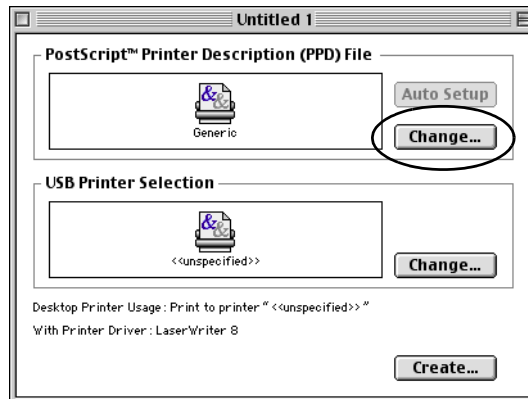 Untitled 1
PostScript™ Printer Description (PPD) File
Generic
Auto Setup
Change...
USB Printer Selection
<<unspecified>>
Change...
Desktop Printer Usage : Print to printer “ <<unspecified>> ”
With Printer Driver : LaserWriter 8
Create...